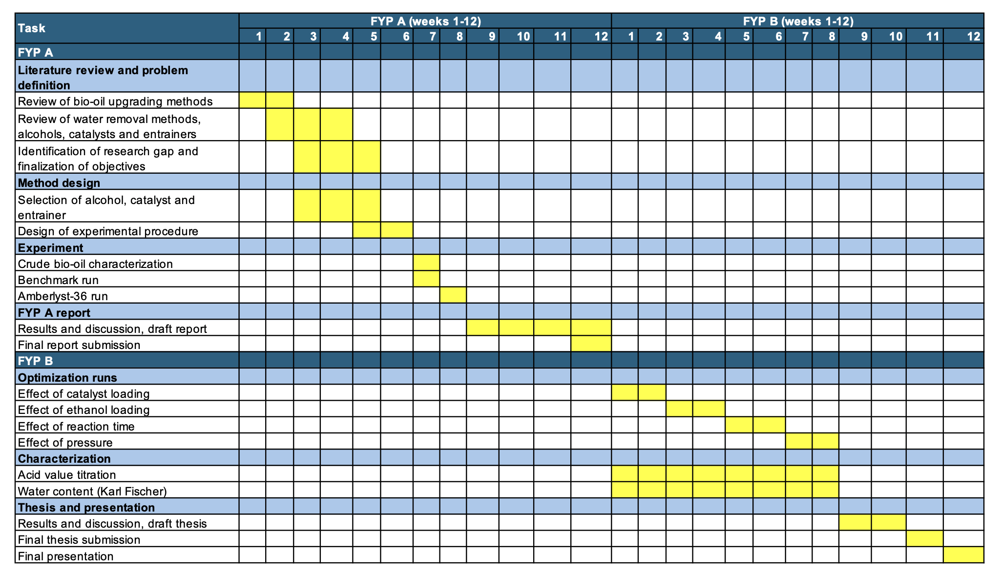 Task
FYP A (weeks 1-12) FYP B (weeks 1-12)
1 2 3 4 5 6 7 8 9 10 11 12 1 2 3 4 5 6 7 8 9 10 11 12
FYP A
Literature review and problem
definition
Review of bio-oil upgrading methods
Review of water removal methods,
alcohols, catalysts and entrainers
Identification of research gap and
finalization of objectives
Method design
Selection of alcohol, catalyst and
entrainer
Design of experimental procedure
Experiment
Crude bio-oil characterization
Benchmark run
Amberlyst-36 run
FYP A report
Results and discussion, draft report
Final report submission
FYP B
Optimization runs
Effect of catalyst loading
Effect of ethanol loading
Effect of reaction time
Effect of pressure
Characterization
Acid value titration
Water content (Karl Fischer)
Thesis and presentation
Results and discussion, draft thesis
Final thesis submission
Final presentation